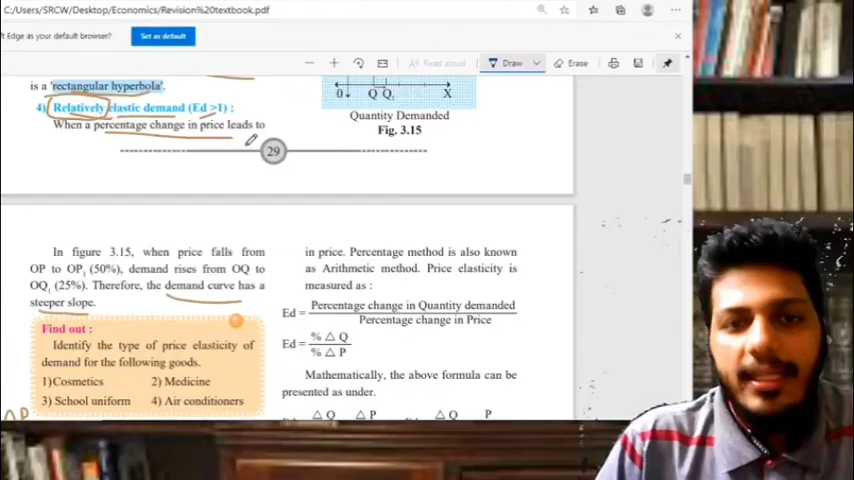 C:/Users/SRCW/Desktop/Economics/Revision%20textbook.pdf
ft Edge as your default browser?
Set as default
Read aloud
Draw
Erase
is a 'rectangular hyperbola'.
4) Relatively elastic demand (Ed >1) :
When a percentage change in price leads to
0
Q Q₁
X
Quantity Demanded
Fig. 3.15
29
In figure 3.15, when price falls from
OP to OP₁ (50%), demand rises from OQ to
OQ₁ (25%). Therefore, the demand curve has a
steeper slope.
Find out :
Identify the type of price elasticity of
demand for the following goods.
1)Cosmetics 2) Medicine
3) School uniform 4) Air conditioners
in price. Percentage method is also known
as Arithmetic method. Price elasticity is
measured as :
Ed = Percentage change in Quantity demanded
Percentage change in Price
Ed = % △ Q
% △ P
Mathematically, the above formula can be
presented as under.
△ Q △ P △ Q P